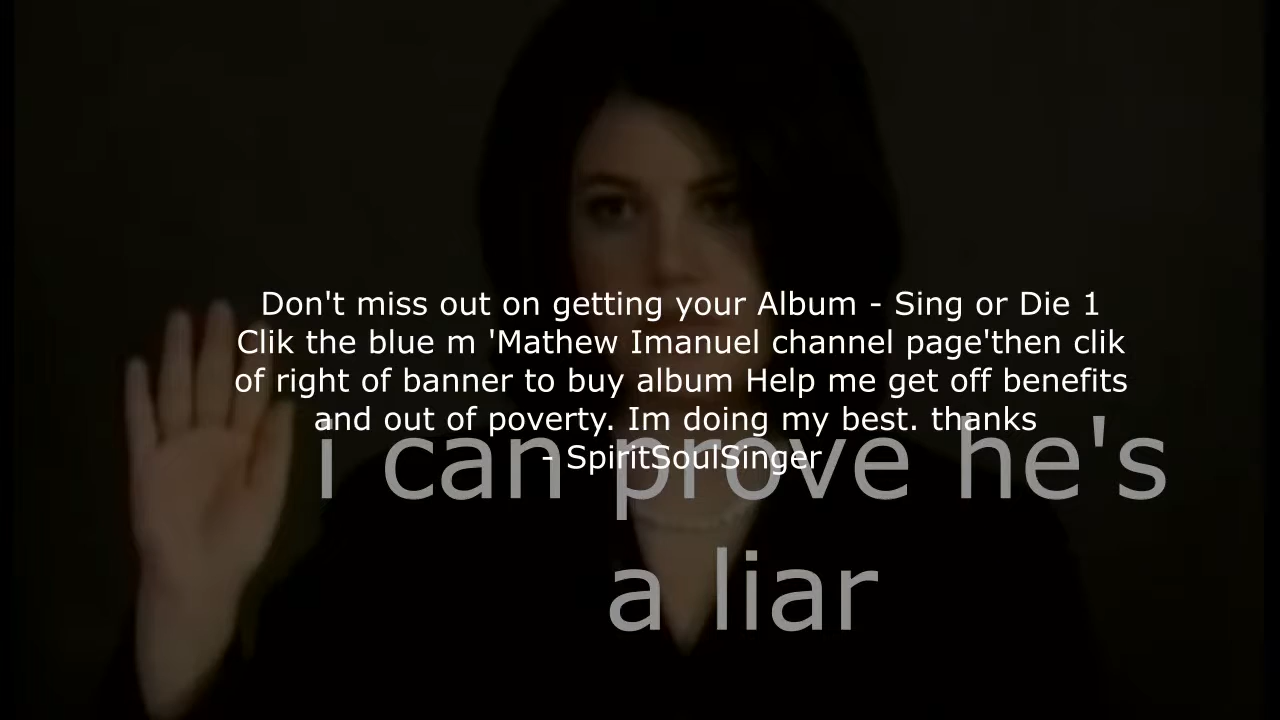 Don't miss out on getting your Album - Sing or Die 1
Clik the blue m 'Mathew Imanuel channel page'then clik
of right of banner to buy album Help me get off benefits
and out of poverty. Im doing my best. thanks
- SpiritSoulSinger
i can prove he's
a liar